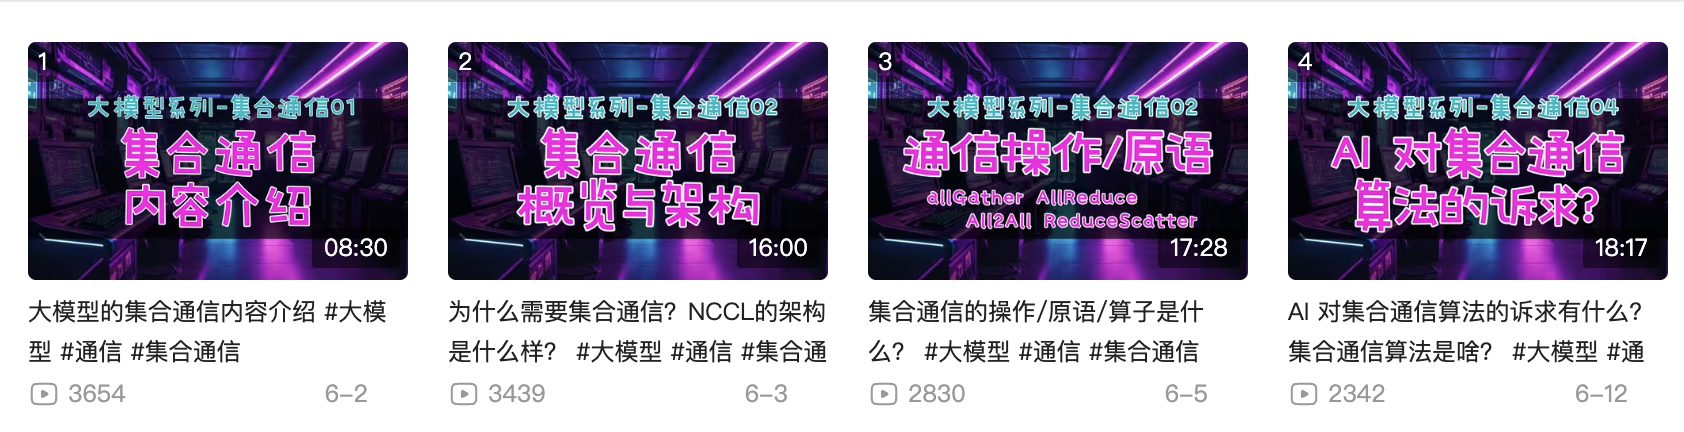 1
大模型系列-集合通信01
集合通信
内容介绍
08:30
大模型的集合通信内容介绍 #大模
型 #通信 #集合通信
3654 6-2
2
大模型系列-集合通信02
集合通信
概览与架构
16:00
为什么需要集合通信？NCCL的架构
是什么样？ #大模型 #通信 #集合通
3439 6-3
3
大模型系列-集合通信02
通信操作/原语
allGather AllReduce
All2All ReduceScatter
17:28
集合通信的操作/原语/算子是什
么？ #大模型 #通信 #集合通信
2830 6-5
4
大模型系列-集合通信04
AI 对集合通信
算法的诉求?
18:17
AI 对集合通信算法的诉求有什么？
集合通信算法是啥？ #大模型 #通
2342 6-12